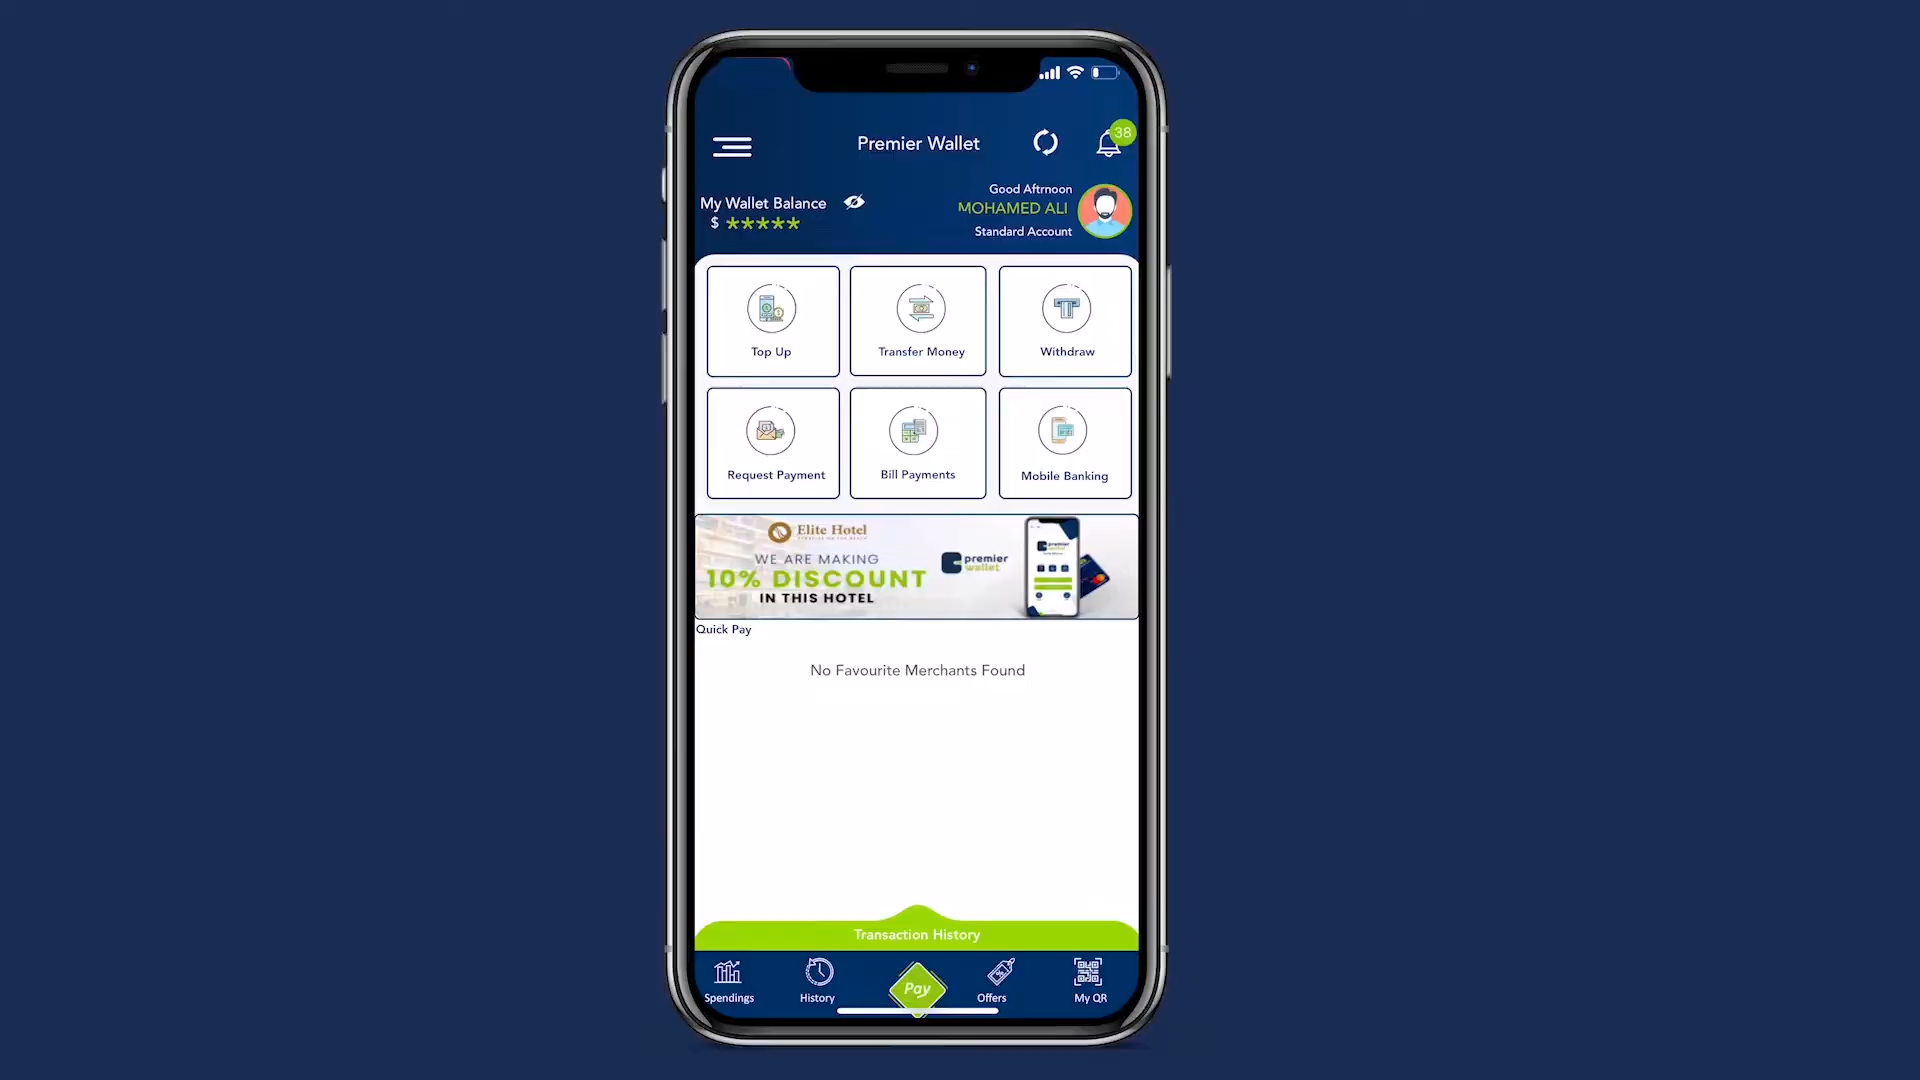 Premier Wallet
38
My Wallet Balance
$ *****
Good Aftrnoon
MOHAMED ALI
Standard Account
Top Up
Transfer Money
Withdraw
Request Payment
Bill Payments
Mobile Banking
Elite Hotel
WE ARE MAKING
10% DISCOUNT
IN THIS HOTEL
premier
wallet
Quick Pay
No Favourite Merchants Found
Transaction History
Spendings
History
Pay
Offers
My QR